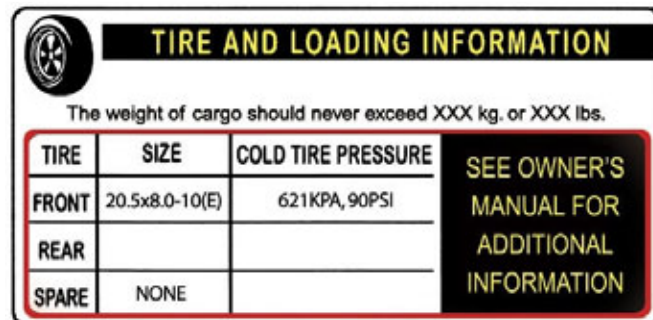 TIRE AND LOADING INFORMATION
The weight of cargo should never exceed XXX kg. or XXX lbs.
TIRE SIZE COLD TIRE PRESSURE
FRONT 20.5x8.0-10(E) 621KPA, 90PSI
REAR
SPARE NONE
SEE OWNER'S
MANUAL FOR
ADDITIONAL
INFORMATION